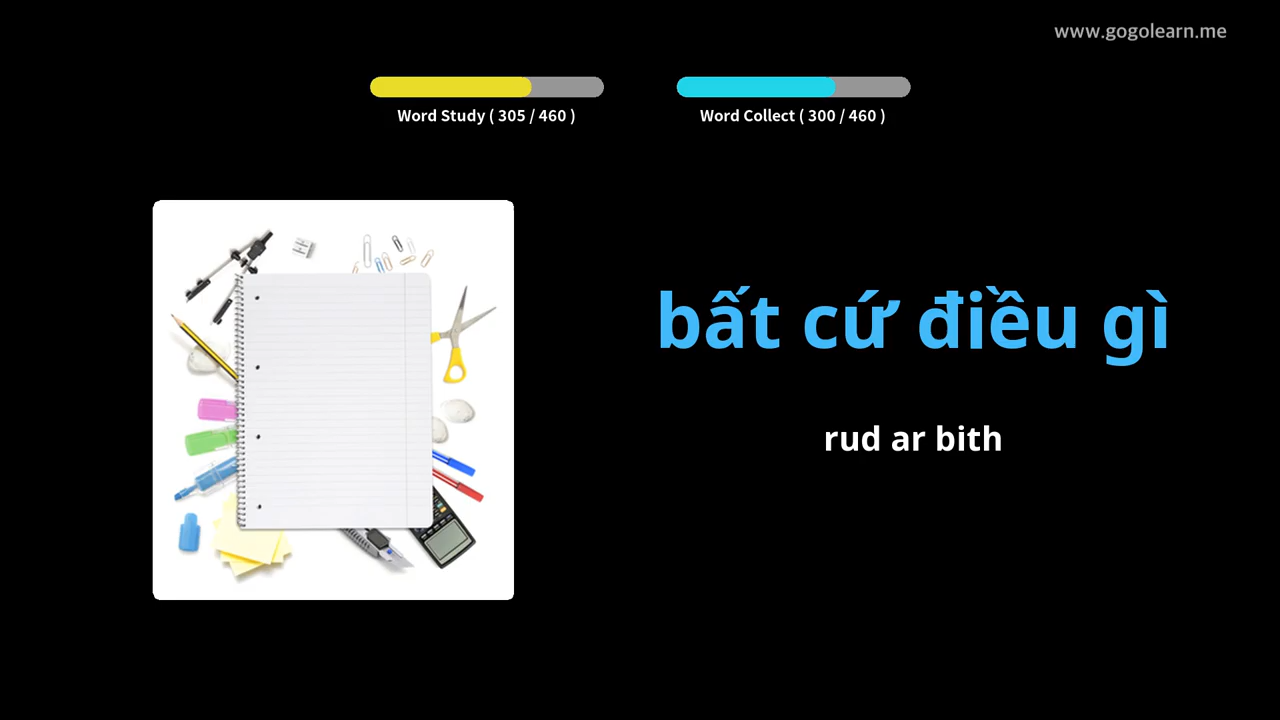 www.gogolearn.me
Word Study ( 305 / 460 )
Word Collect ( 300 / 460 )
bất cứ điều gì
rud ar bith